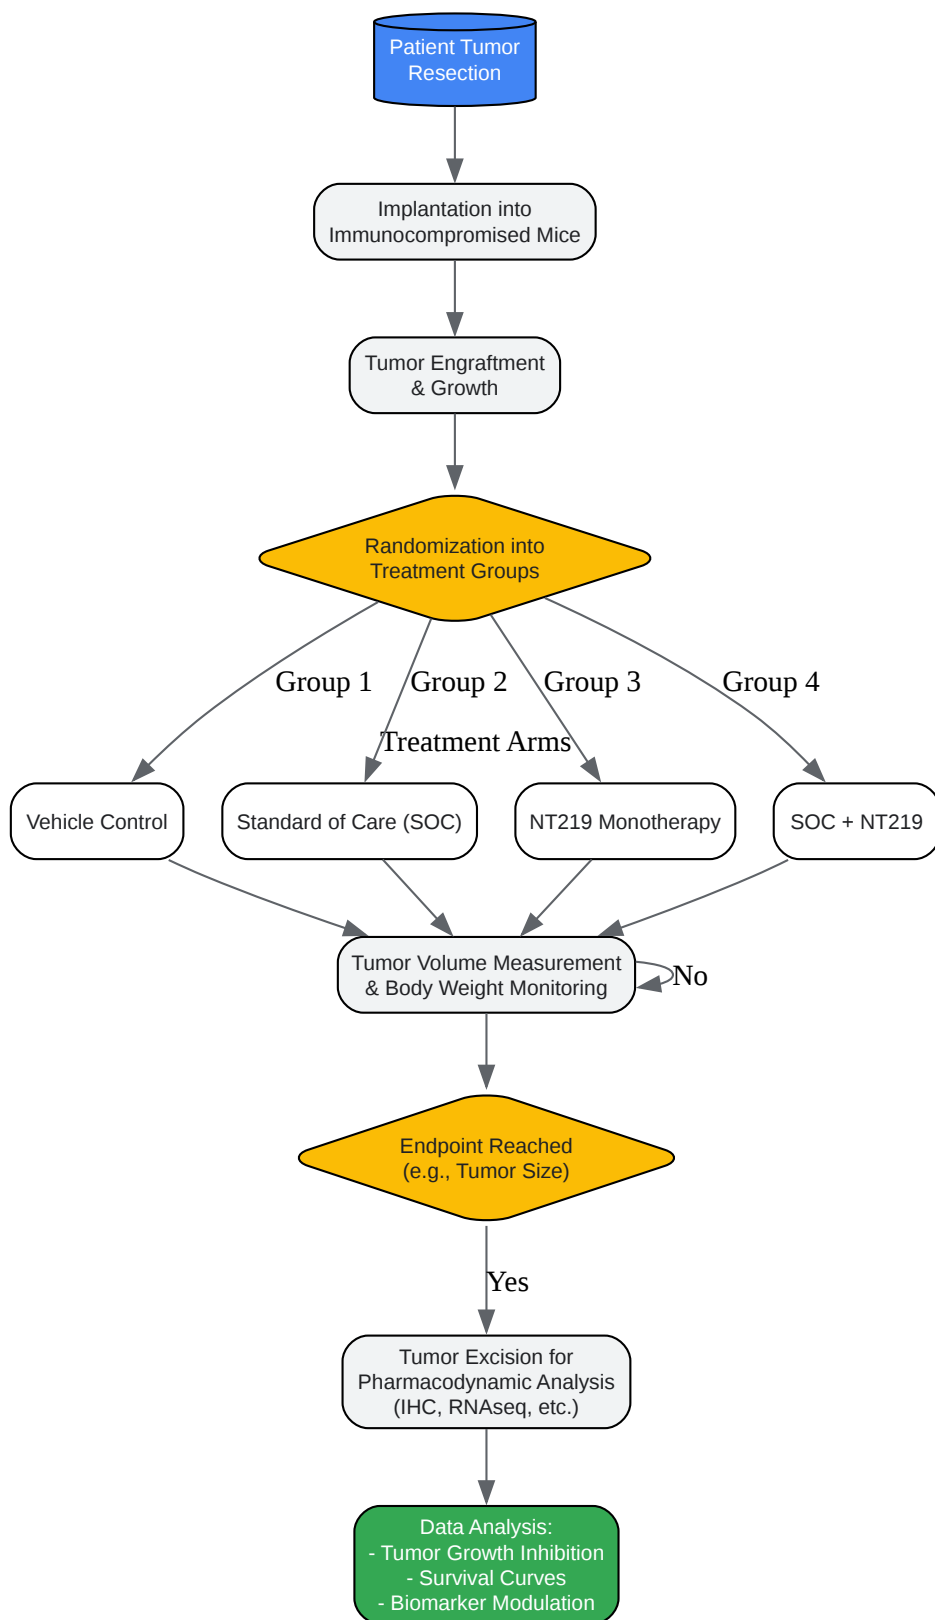 Patient Tumor
Resection
Implantation into
Immunocompromised Mice
Tumor Engraftment
& Growth
Randomization into
Treatment Groups
Group 1
Group 2
Group 3
Group 4
Treatment Arms
Vehicle Control
Standard of Care (SOC)
NT219 Monotherapy
SOC + NT219
Tumor Volume Measurement
& Body Weight Monitoring
No
Endpoint Reached
(e.g., Tumor Size)
Yes
Tumor Excision for
Pharmacodynamic Analysis
(IHC, RNAseq, etc.)
Data Analysis:
- Tumor Growth Inhibition
- Survival Curves
- Biomarker Modulation